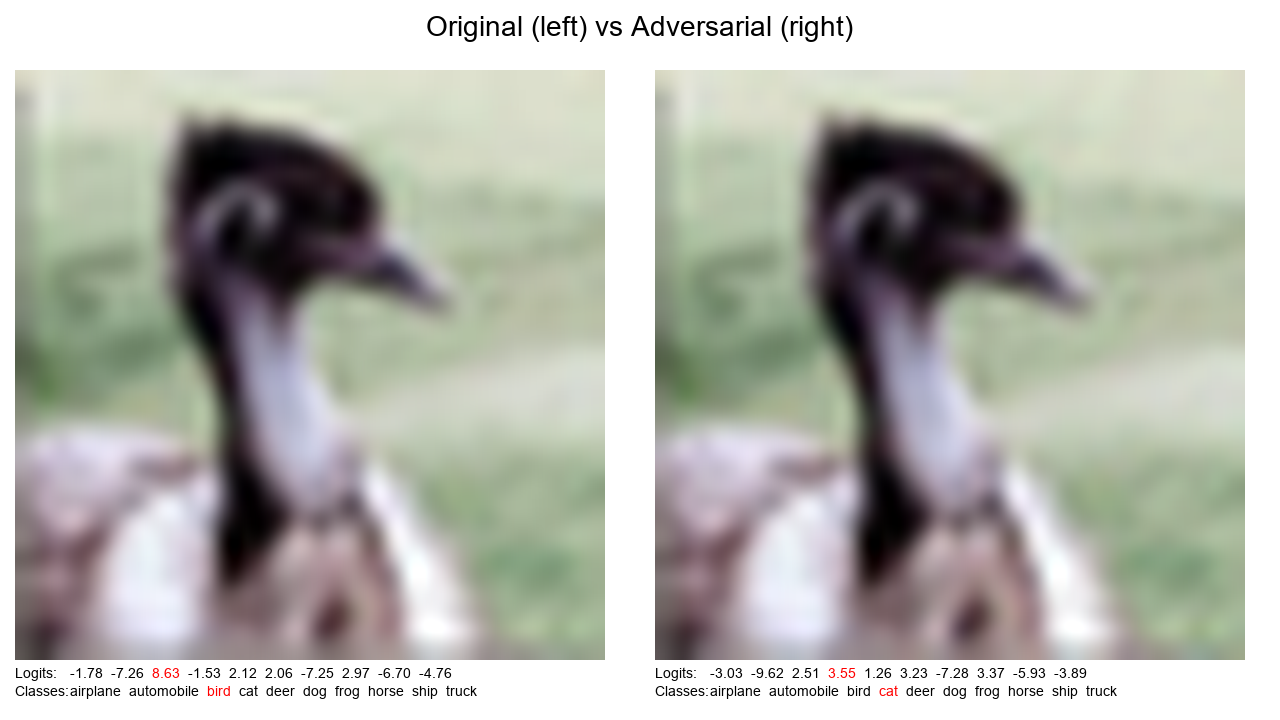 Original (left) vs Adversarial (right)
Logits: -1.78 -7.26 8.63 -1.53 2.12 2.06 -7.25 2.97 -6.70 -4.76
Classes:airplane automobile bird cat deer dog frog horse ship truck
Logits: -3.03 -9.62 2.51 3.55 1.26 3.23 -7.28 3.37 -5.93 -3.89
Classes:airplane automobile bird cat deer dog frog horse ship truck